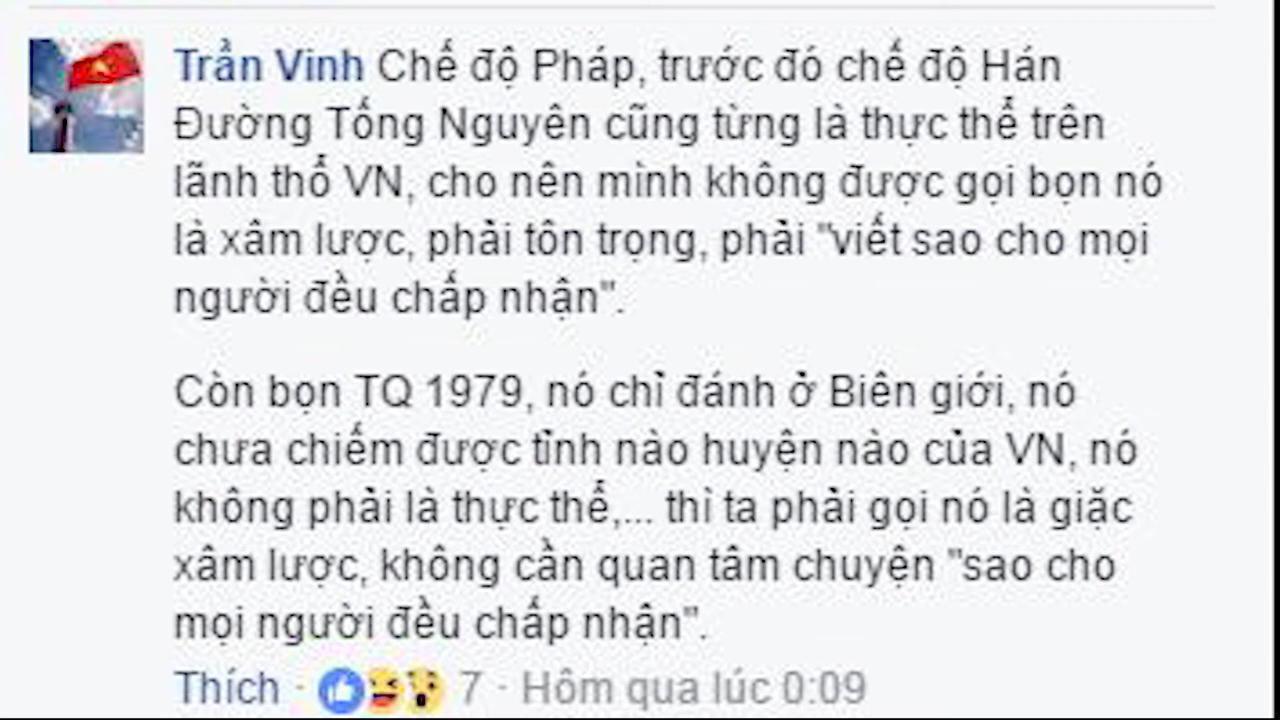 Trần Vinh Chế độ Pháp, trước đó chế độ Hán
Đường Tống Nguyên cũng từng là thực thể trên
lãnh thổ VN, cho nên mình không được gọi bọn nó
là xâm lược, phải tôn trọng, phải "viết sao cho mọi
người đều chấp nhận".
Còn bọn TQ 1979, nó chỉ đánh ở Biên giới, nó
chưa chiếm được tỉnh nào huyện nào của VN, nó
không phải là thực thể,... thì ta phải gọi nó là giặc
xâm lược, không cần quan tâm chuyện "sao cho
mọi người đều chấp nhận".
Thích · 7 · Hôm qua lúc 0:09